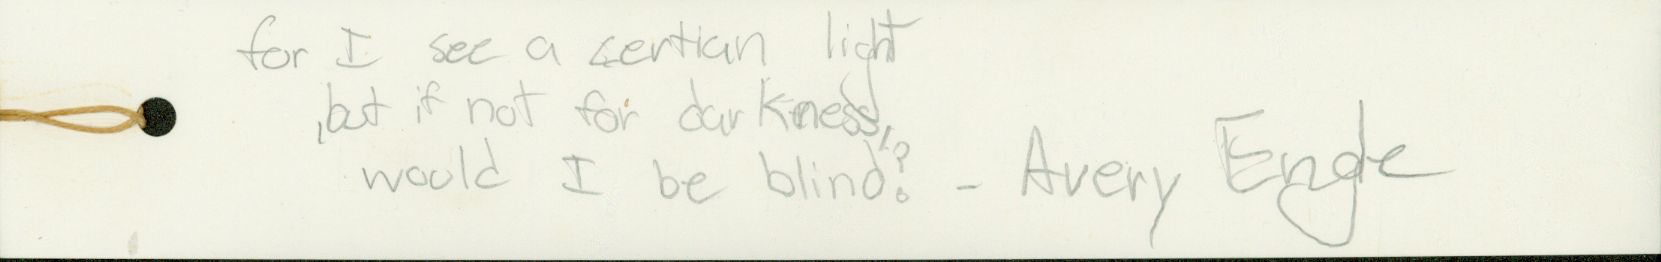 for I see a certian light
, but if not for darkness,
would I be blind? - Avery Engle